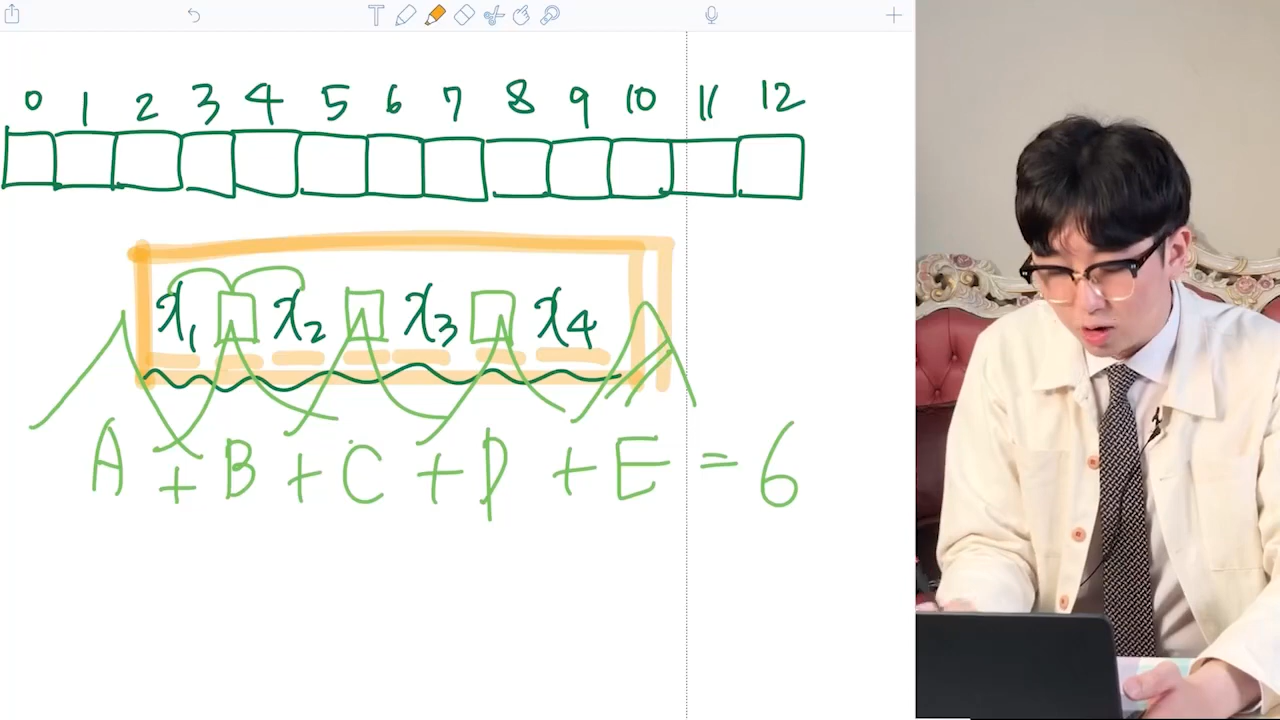 0 1 2 3 4 5 6 7 8 9 10 11 12
x₁ x₂ x₃ x₄
A + B + C + D + E = 6